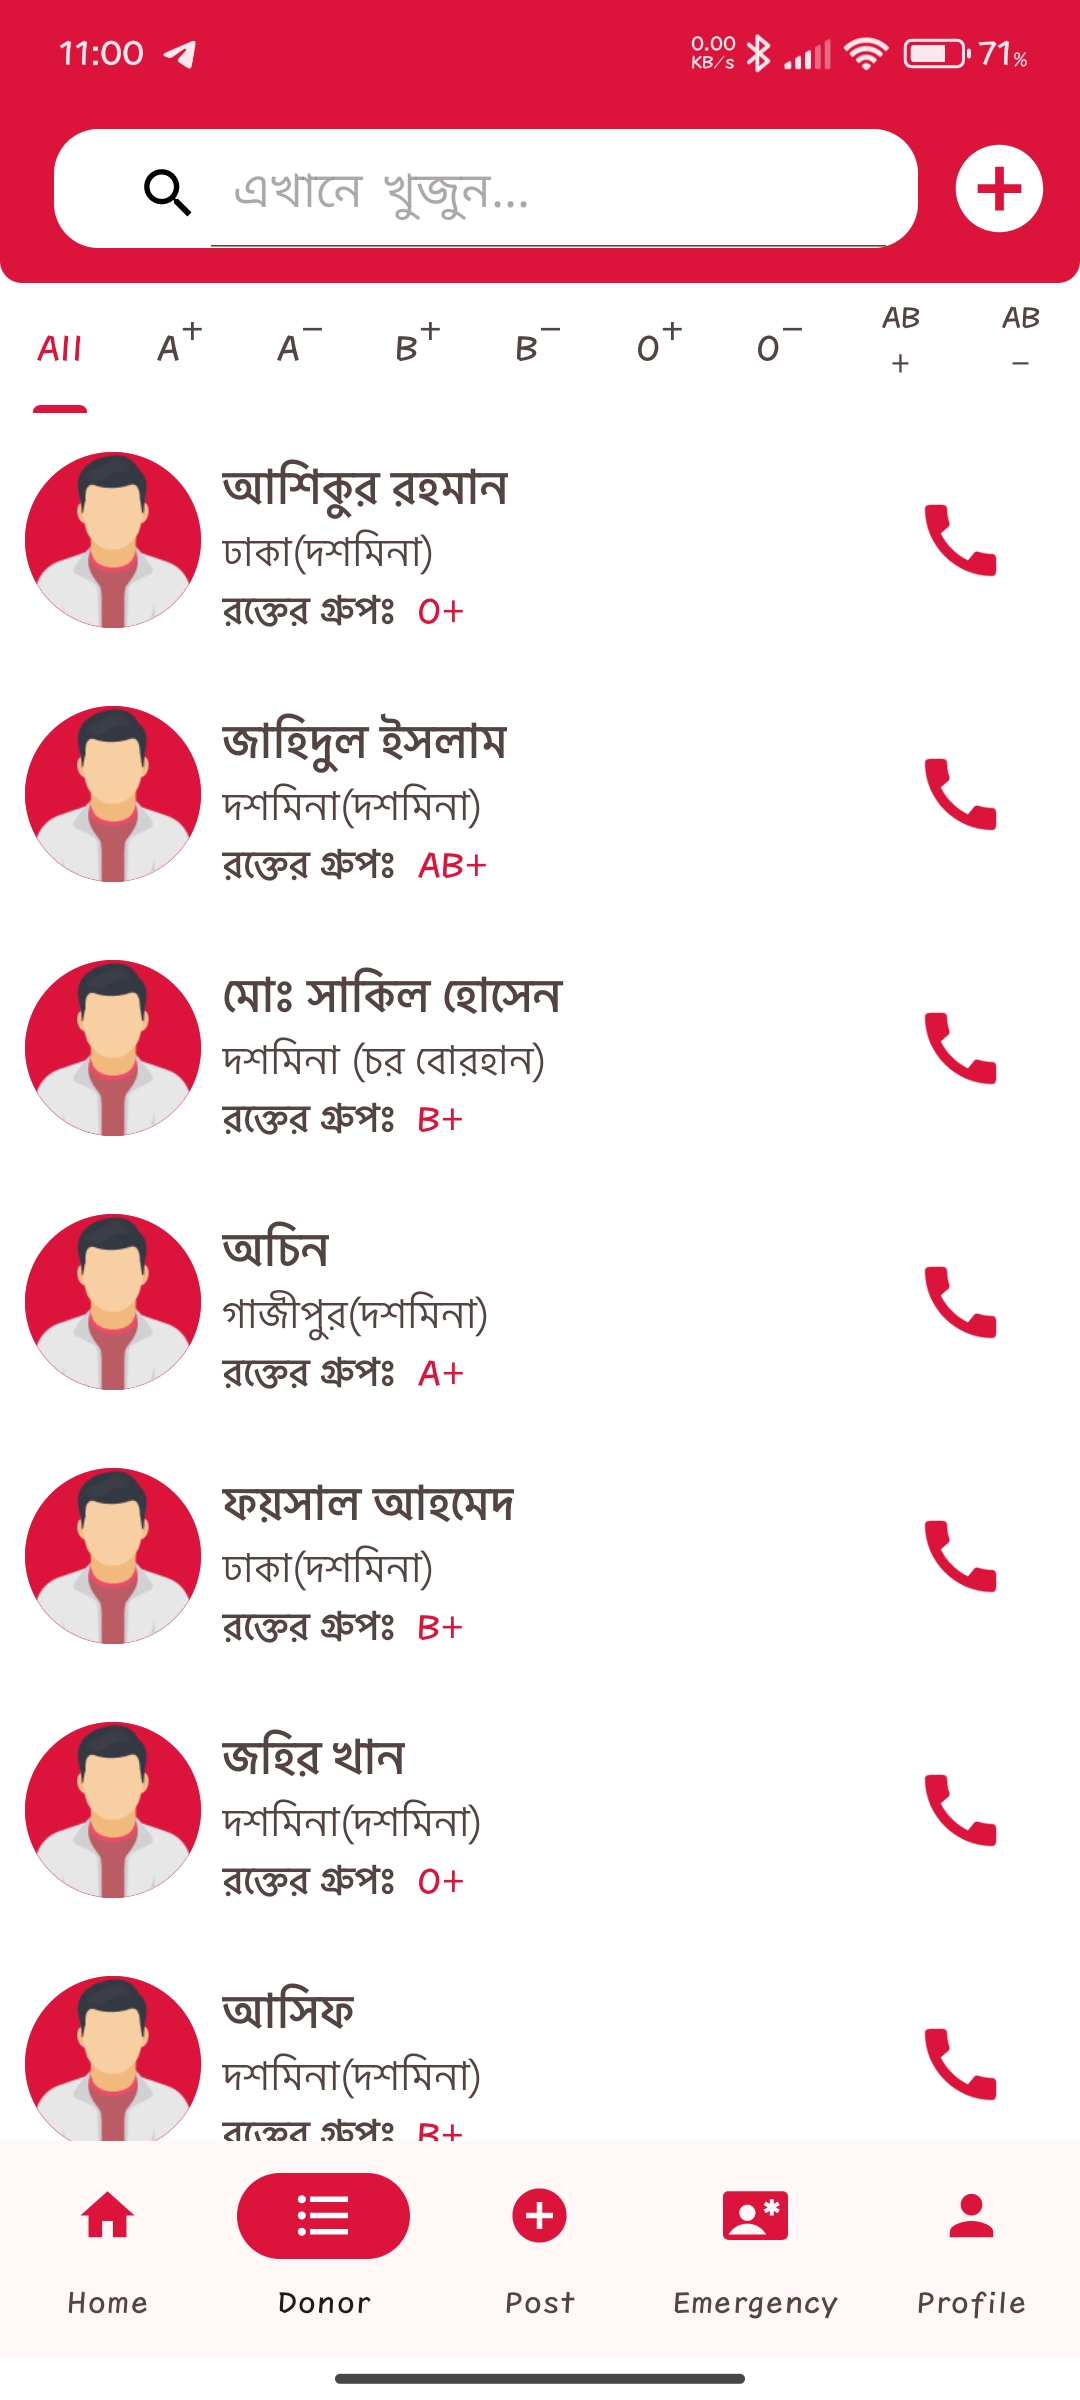 11:00
0.00 KB/s
71%
এখানে খুজুন...
All A+ A- B+ B- O+ O- AB+ AB-
আশিকুর রহমান
ঢাকা(দশমিনা)
রক্তের গ্রুপঃ O+
জাহিদুল ইসলাম
দশমিনা(দশমিনা)
রক্তের গ্রুপঃ AB+
মোঃ সাকিল হোসেন
দশমিনা (চর বোরহান)
রক্তের গ্রুপঃ B+
অচিন
গাজীপুর(দশমিনা)
রক্তের গ্রুপঃ A+
ফয়সাল আহমেদ
ঢাকা(দশমিনা)
রক্তের গ্রুপঃ B+
জহির খান
দশমিনা(দশমিনা)
রক্তের গ্রুপঃ O+
আসিফ
দশমিনা(দশমিনা)
রক্তের গ্রুপঃ B+
Home Donor Post Emergency Profile